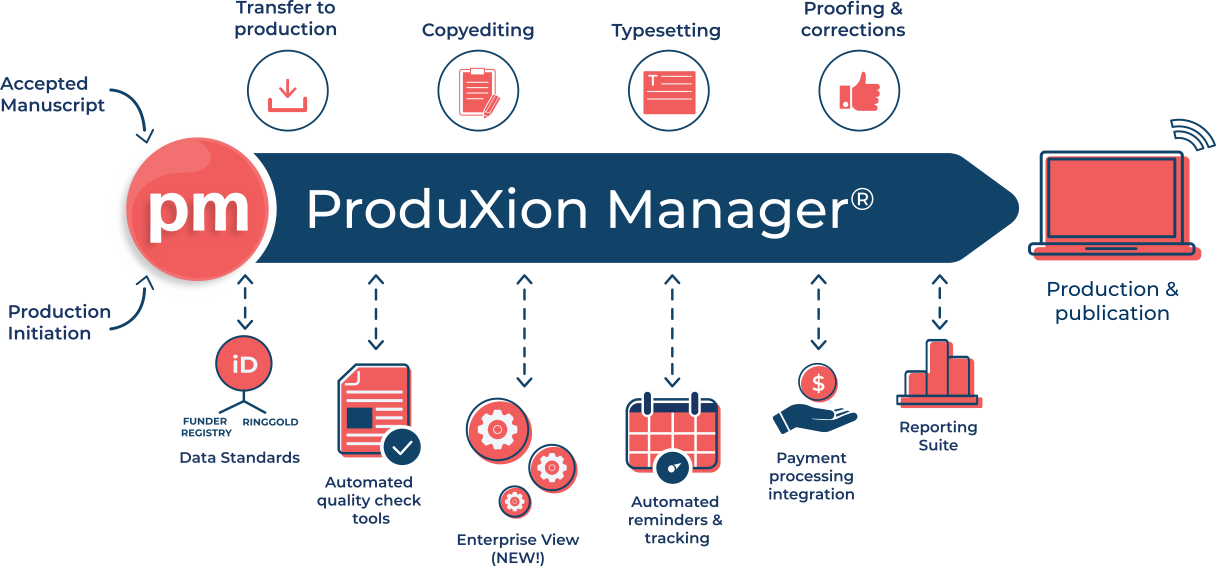 Transfer to
production
Copyediting
Typesetting
Proofing &
corrections
Accepted
Manuscript
T
pm
ProduXion Manager®
Production
Initiation
Production &
publication
iD
FUNDER
REGISTRY
RINGGOLD
Data Standards
Automated
quality check
tools
Enterprise View
(NEW!)
Automated
reminders &
tracking
$
Payment
processing
integration
Reporting
Suite